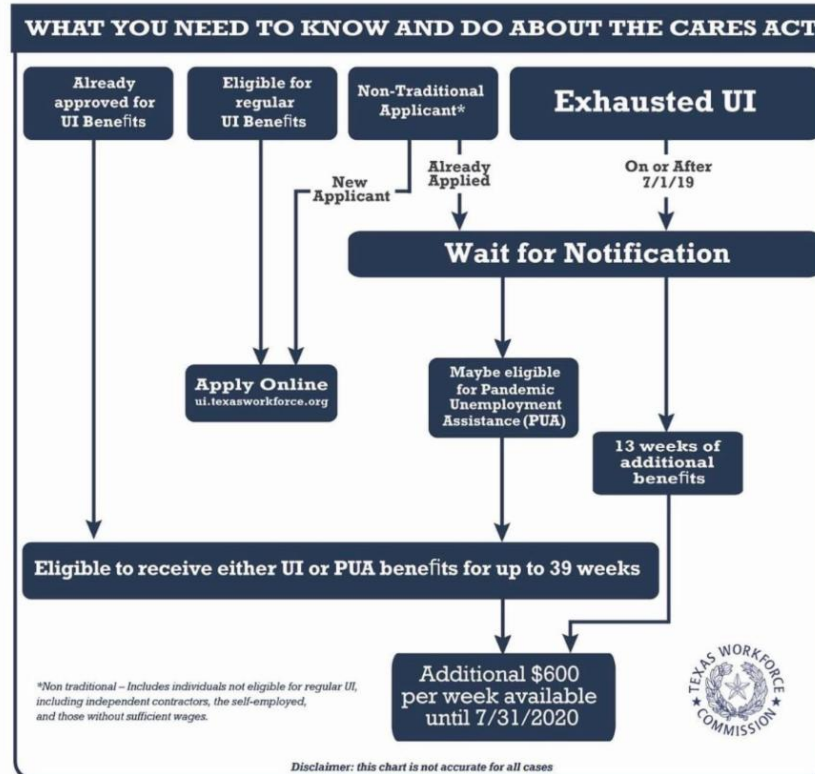 WHAT YOU NEED TO KNOW AND DO ABOUT THE CARES ACT
Already
approved for
UI Benefits
Eligible for
regular
UI Benefits
Non-Traditional
Applicant*
Exhausted UI
New
Applicant
Already
Applied
On or After
7/1/19
Wait for Notification
Apply Online
ui.texasworkforce.org
Maybe eligible
for Pandemic
Unemployment
Assistance (PUA)
13 weeks of
additional
benefits
Eligible to receive either UI or PUA benefits for up to 39 weeks
Additional $600
per week available
until 7/31/2020
*Non traditional – Includes individuals not eligible for regular UI,
including independent contractors, the self-employed,
and those without sufficient wages.
TEXAS WORKFORCE
COMMISSION
Disclaimer: this chart is not accurate for all cases